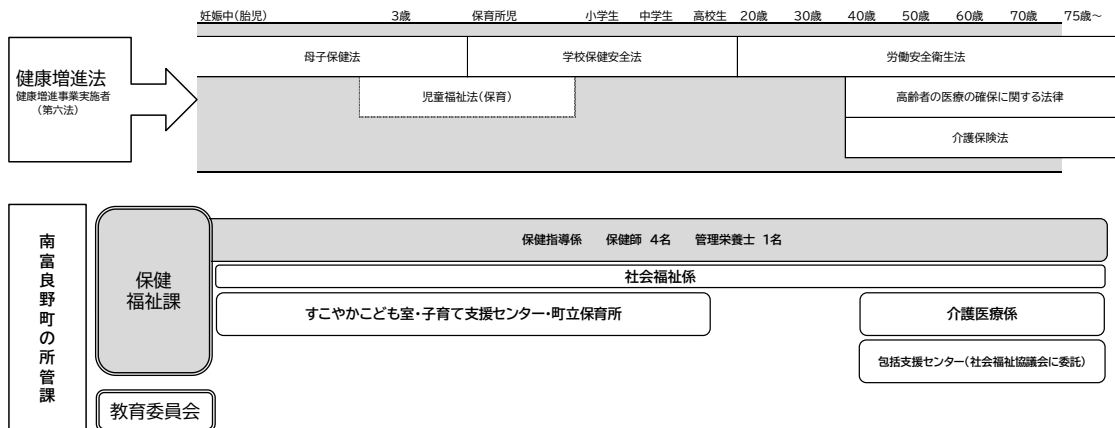 妊娠中(胎児) 3歳 保育所児 小学生 中学生 高校生 20歳 30歳 40歳 50歳 60歳 70歳 75歳～
健康増進法
健康増進事業実施者
(第六法)
母子保健法 学校保健安全法 労働安全衛生法
児童福祉法(保育) 高齢者の医療の確保に関する法律
介護保険法
南富良野町の所管課
保健
福祉課
保健指導係 保健師 4名 管理栄養士 1名
社会福祉係
すこやかこども室・子育て支援センター・町立保育所 介護医療係
包括支援センター(社会福祉協議会に委託)
教育委員会